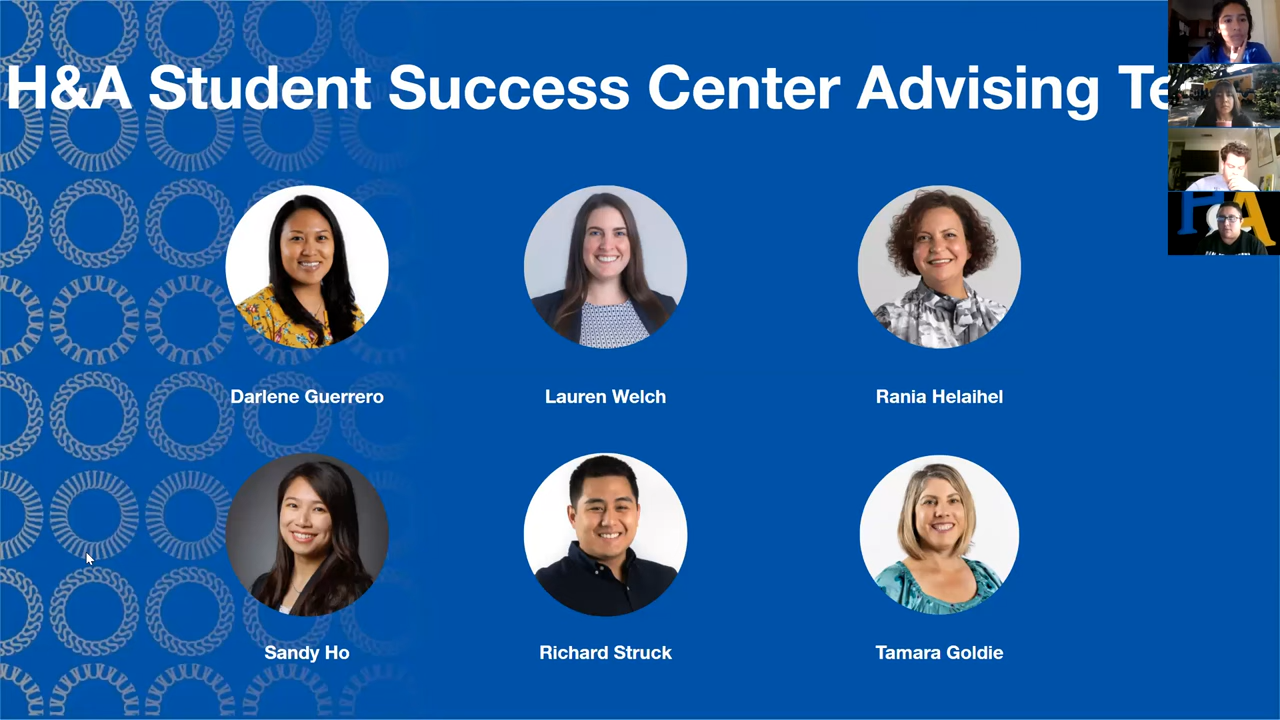 H&A Student Success Center Advising Te
Darlene Guerrero
Lauren Welch
Rania Helaihel
Sandy Ho
Richard Struck
Tamara Goldie
H&A